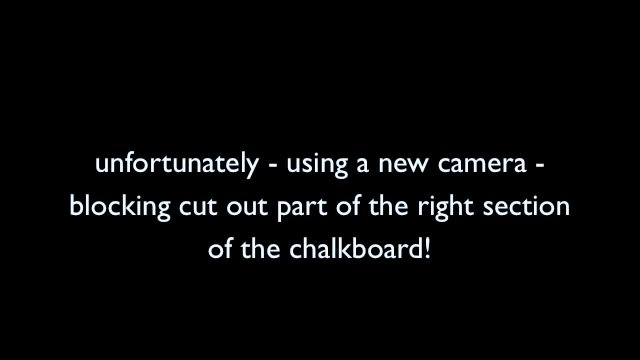 unfortunately - using a new camera -
blocking cut out part of the right section
of the chalkboard!